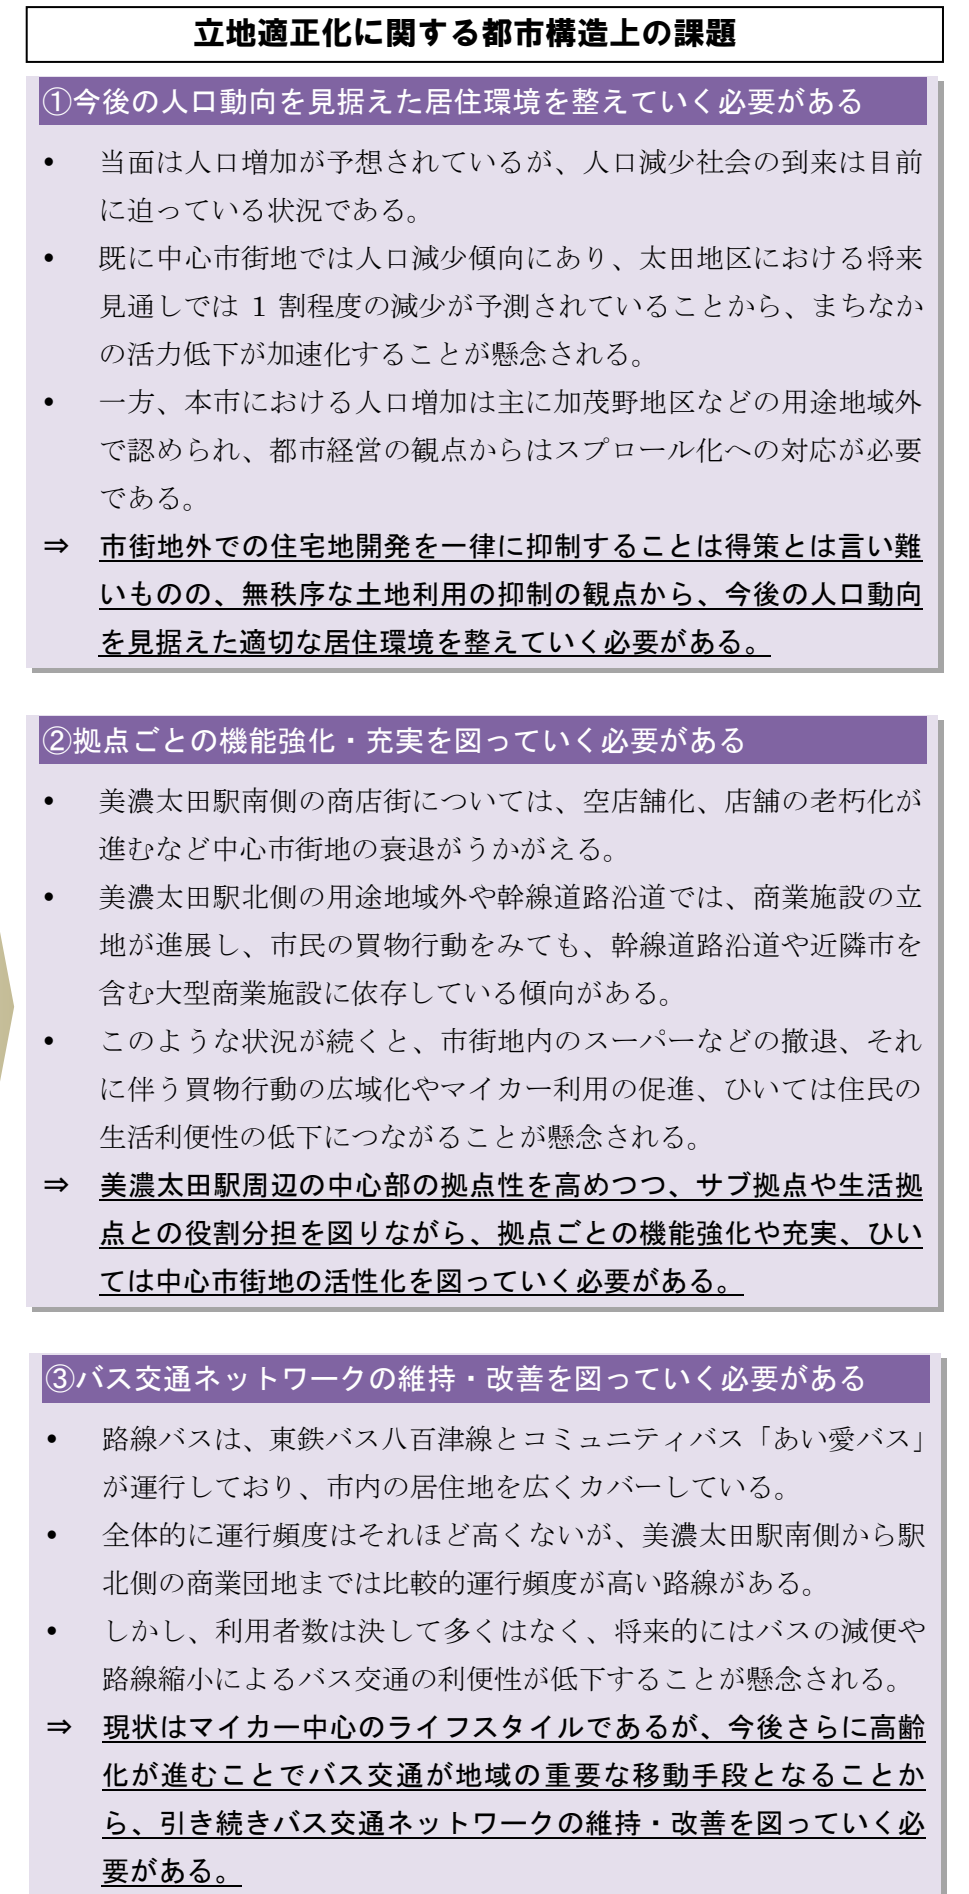 立地適正化に関する都市構造上の課題
①今後の人口動向を見据えた居住環境を整えていく必要がある
• 当面は人口増加が予想されているが、人口減少社会の到来は目前
に迫っている状況である。
• 既に中心市街地では人口減少傾向にあり、太田地区における将来
見通しでは 1 割程度の減少が予測されていることから、まちなか
の活力低下が加速化することが懸念される。
• 一方、本市における人口増加は主に加茂野地区などの用途地域外
で認められ、都市経営の観点からはスプロール化への対応が必要
である。
⇒ 市街地外での住宅地開発を一律に抑制することは得策とは言い難
いものの、無秩序な土地利用の抑制の観点から、今後の人口動向
を見据えた適切な居住環境を整えていく必要がある。
②拠点ごとの機能強化・充実を図っていく必要がある
• 美濃太田駅南側の商店街については、空店舗化、店舗の老朽化が
進むなど中心市街地の衰退がうかがえる。
• 美濃太田駅北側の用途地域外や幹線道路沿道では、商業施設の立
地が進展し、市民の買物行動をみても、幹線道路沿道や近隣市を
含む大型商業施設に依存している傾向がある。
• このような状況が続くと、市街地内のスーパーなどの撤退、それ
に伴う買物行動の広域化やマイカー利用の促進、ひいては住民の
生活利便性の低下につながることが懸念される。
⇒ 美濃太田駅周辺の中心部の拠点性を高めつつ、サブ拠点や生活拠
点との役割分担を図りながら、拠点ごとの機能強化や充実、ひい
ては中心市街地の活性化を図っていく必要がある。
③バス交通ネットワークの維持・改善を図っていく必要がある
• 路線バスは、東鉄バス八百津線とコミュニティバス「あい愛バス」
が運行しており、市内の居住地を広くカバーしている。
• 全体的に運行頻度はそれほど高くないが、美濃太田駅南側から駅
北側の商業団地までは比較的運行頻度が高い路線がある。
• しかし、利用者数は決して多くはなく、将来的にはバスの減便や
路線縮小によるバス交通の利便性が低下することが懸念される。
⇒ 現状はマイカー中心のライフスタイルであるが、今後さらに高齢
化が進むことでバス交通が地域の重要な移動手段となることか
ら、引き続きバス交通ネットワークの維持・改善を図っていく必
要がある。